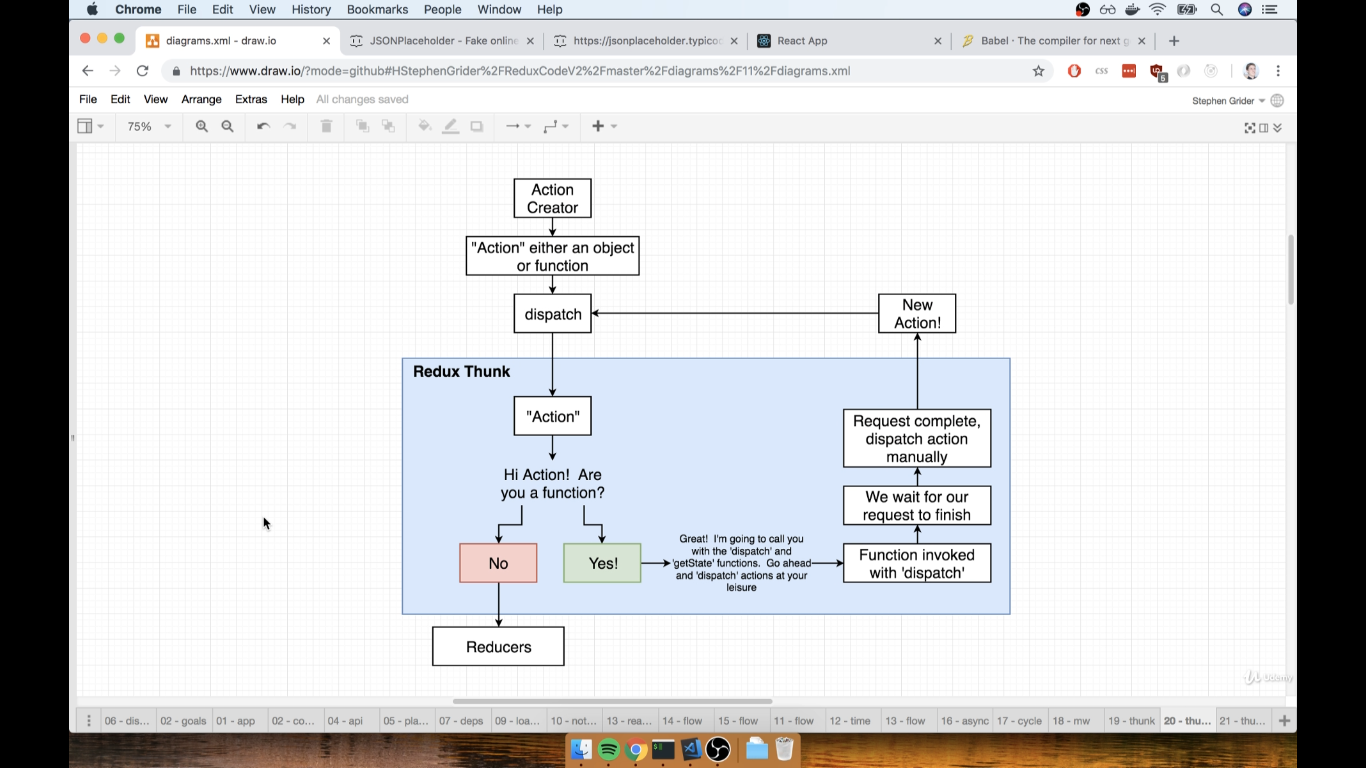 Chrome File Edit View History Bookmarks People Window Help
diagrams.xml - draw.io
JSONPlaceholder - Fake online
https://jsonplaceholder.typicoc
React App
Babel · The compiler for next g
https://www.draw.io/?mode=github#HStephenGrider%2FReduxCodeV2%2Fmaster%2Fdiagrams%2F11%2Fdiagrams.xml
CSS
5
File Edit View Arrange Extras Help All changes saved
Stephen Grider
75%
Action
Creator
"Action" either an object
or function
dispatch
New
Action!
Redux Thunk
"Action"
Hi Action! Are
you a function?
No
Yes!
Great! I'm going to call you
with the 'dispatch' and
'getState' functions. Go ahead
and 'dispatch' actions at your
leisure
Request complete,
dispatch action
manually
We wait for our
request to finish
Function invoked
with 'dispatch'
Reducers
Udemy
06 - dis... 02 - goals 01 - app 02 - co... 04 - api 05 - pla... 07 - deps 09 - loa... 10 - not... 13 - rea... 14 - flow 15 - flow 11 - flow 12 - time 13 - flow 16 - async 17 - cycle 18 - mw 19 - thunk 20 - thu... 21 - thu...